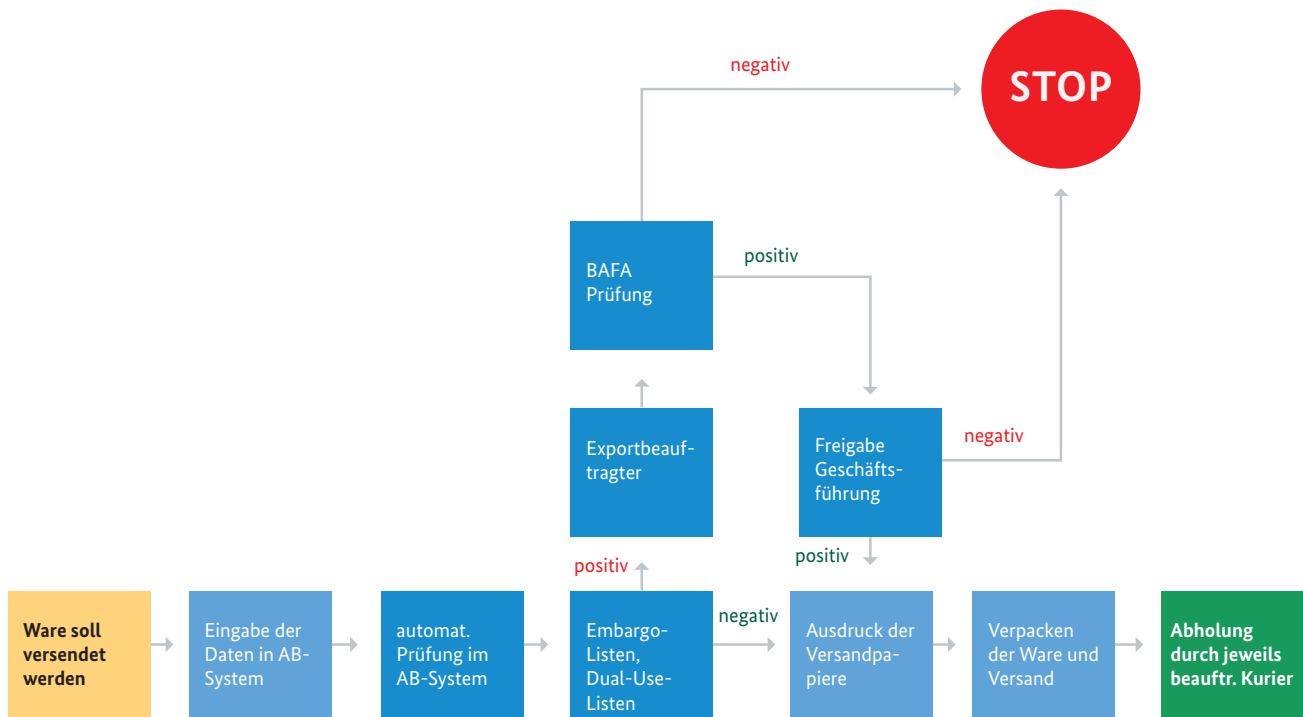 negativ
STOP
BAFA
Prüfung
positiv
Exportbeauf-
tragter
Freigabe
Geschäfts-
führung
negativ
positiv
positiv
negativ
Ware soll
versendet
werden
Eingabe der
Daten in AB-
System
automat.
Prüfung im
AB-System
Embargo-
Listen,
Dual-Use-
Listen
Ausdruck der
Versandpa-
piere
Verpacken
der Ware und
Versand
Abholung
durch jeweils
beauftr. Kurier